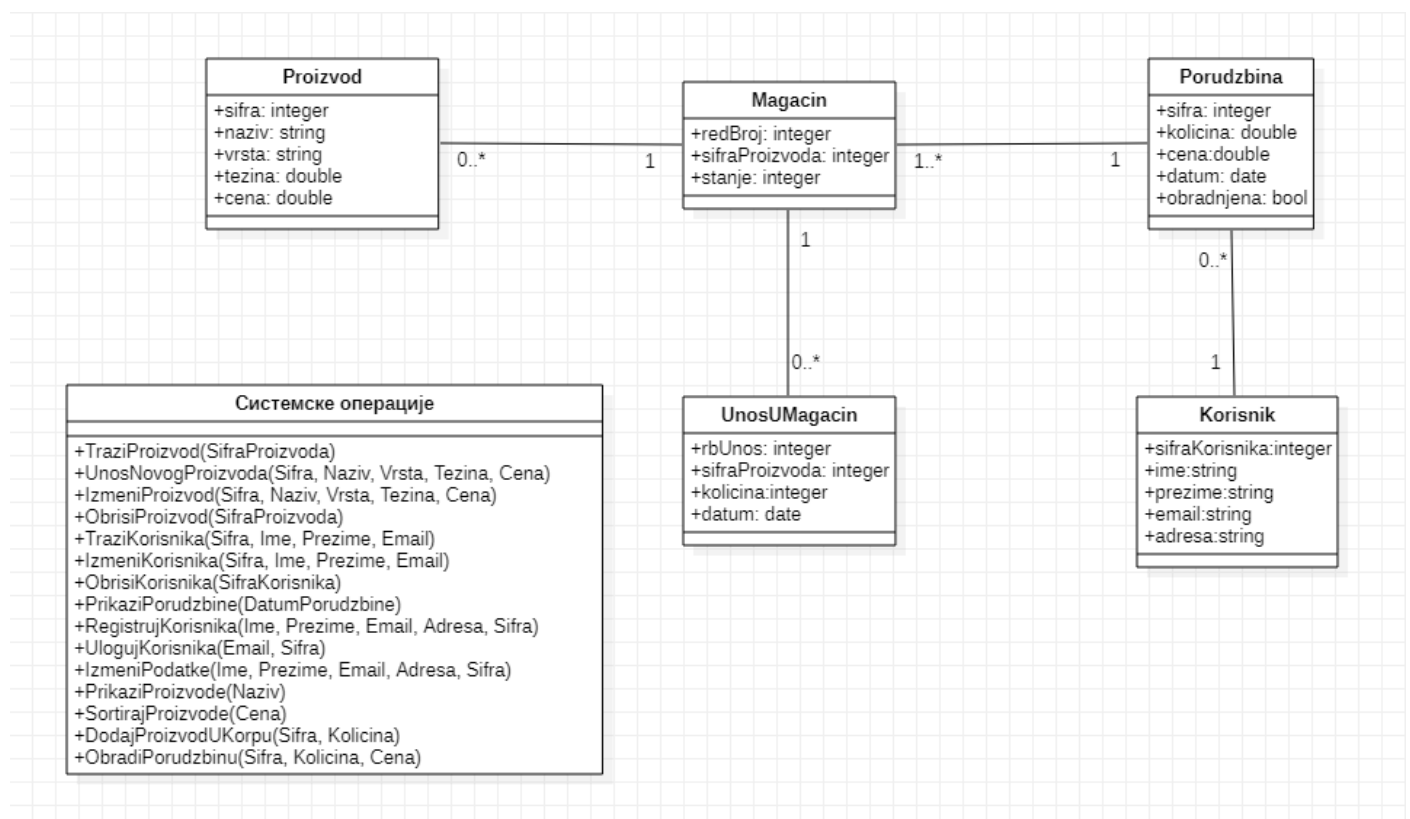 Proizvod
+sifra: integer
+naziv: string
+vrsta: string
+tezina: double
+cena: double
0..*
1
Magacin
+redBroj: integer
+sifraProizvoda: integer
+stanje: integer
1..*
1
Porudzbina
+sifra: integer
+kolicina: double
+cena:double
+datum: date
+obradnjena: bool
1
0..*
0..*
1
Системске операције
+TraziProizvod(SifraProizvoda)
+UnosNovogProizvoda(Sifra, Naziv, Vrsta, Tezina, Cena)
+IzmeniProizvod(Sifra, Naziv, Vrsta, Tezina, Cena)
+ObrisiProizvod(SifraProizvoda)
+TraziKorisnika(Sifra, Ime, Prezime, Email)
+IzmeniKorisnika(Sifra, Ime, Prezime, Email)
+ObrisiKorisnika(SifraKorisnika)
+PrikaziPorudzbine(DatumPorudzbine)
+RegistrujKorisnika(Ime, Prezime, Email, Adresa, Sifra)
+UlogujKorisnika(Email, Sifra)
+IzmeniPodatke(Ime, Prezime, Email, Adresa, Sifra)
+PrikaziProizvode(Naziv)
+SortirajProizvode(Cena)
+DodajProizvodUKorpu(Sifra, Kolicina)
+ObradiPorudzbinu(Sifra, Kolicina, Cena)
UnosUMagacin
+rbUnos: integer
+sifraProizvoda: integer
+kolicina:integer
+datum: date
Korisnik
+sifraKorisnika:integer
+ime:string
+prezime:string
+email:string
+adresa:string